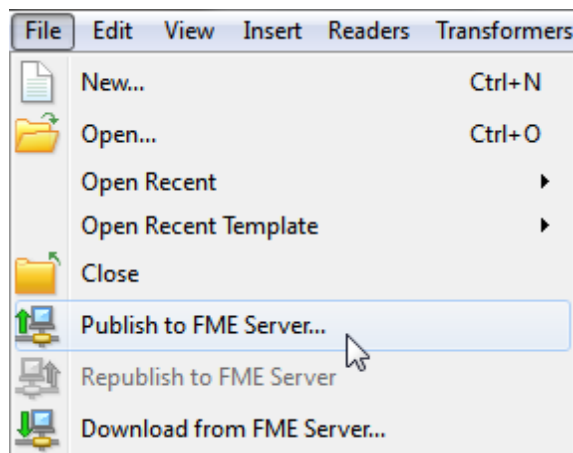 File Edit View Insert Readers Transformers
New... Ctrl+N
Open... Ctrl+O
Open Recent
Open Recent Template
Close
Publish to FME Server...
Republish to FME Server
Download from FME Server...